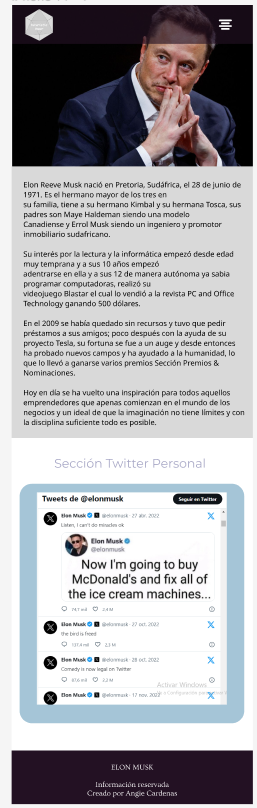 Elon Reeve Musk nació en Pretoria, Sudáfrica, el 28 de junio de
1971. Es el hermano mayor de los tres en
su familia, tiene a su hermano Kimbal y su hermana Tosca, sus
padres son Maye Haldeman siendo una modelo
Canadiense y Errol Musk siendo un ingeniero y promotor
inmobiliario sudafricano.
Su interés por la lectura y la informática empezó desde edad
muy temprana y a sus 10 años empezó
adentrarse en ella y a sus 12 de manera autónoma ya sabia
programar computadoras, realizó su
videojuego Blastar el cual lo vendió a la revista PC and Office
Technology ganando 500 dólares.
En el 2009 se había quedado sin recursos y tuvo que pedir
préstamos a sus amigos; poco después con la ayuda de su
proyecto Tesla, su fortuna se fue a un auge y desde entonces
ha probado nuevos campos y ha ayudado a la humanidad, lo
que lo llevó a ganarse varios premios Sección Premios &
Nominaciones.
Hoy en día se ha vuelto una inspiración para todos aquellos
emprendedores que apenas comienzan en el mundo de los
negocios y un ideal de que la imaginación no tiene límites y con
la disciplina suficiente todo es posible.
Sección Twitter Personal
Tweets de @elonmusk
Seguir en Twitter
Elon Musk @elonmusk · 27 abr. 2022
Listen, I can't do miracles ok
Elon Musk
@elonmusk
Now I'm going to buy
McDonald's and fix all of
the ice cream machines...
74,7 mil 2,4 M
Elon Musk @elonmusk · 27 oct. 2022
the bird is freed
137,4 mil 2,3 M
Elon Musk @elonmusk · 28 oct. 2022
Comedy is now legal on Twitter
81,6 mil 2,2 M
Elon Musk @elonmusk · 17 nov. 2022
Activar Windows
ELON MUSK
Información reservada
Creado por Angie Cardenas